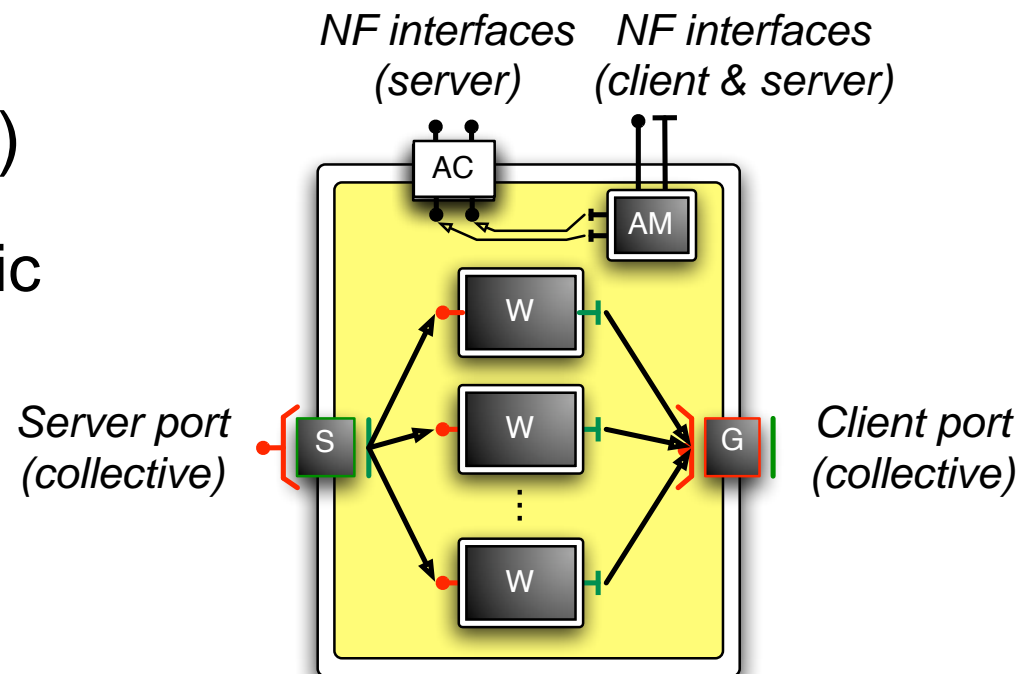 NF interfaces
(server)
NF interfaces
(client & server)
)
ic
AC
AM
W
Server port
(collective)
S
W
G
Client port
(collective)
⋮
W